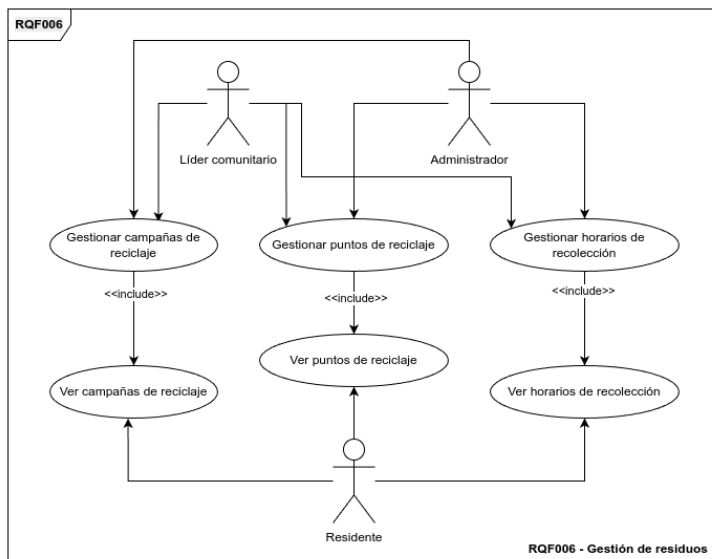 RQF006
Líder comunitario
Administrador
Gestionar campañas de
reciclaje
Gestionar puntos de reciclaje
Gestionar horarios de
recolección
<<include>>
<<include>>
<<include>>
Ver campañas de reciclaje
Ver puntos de reciclaje
Ver horarios de recolección
Residente
RQF006 - Gestión de residuos